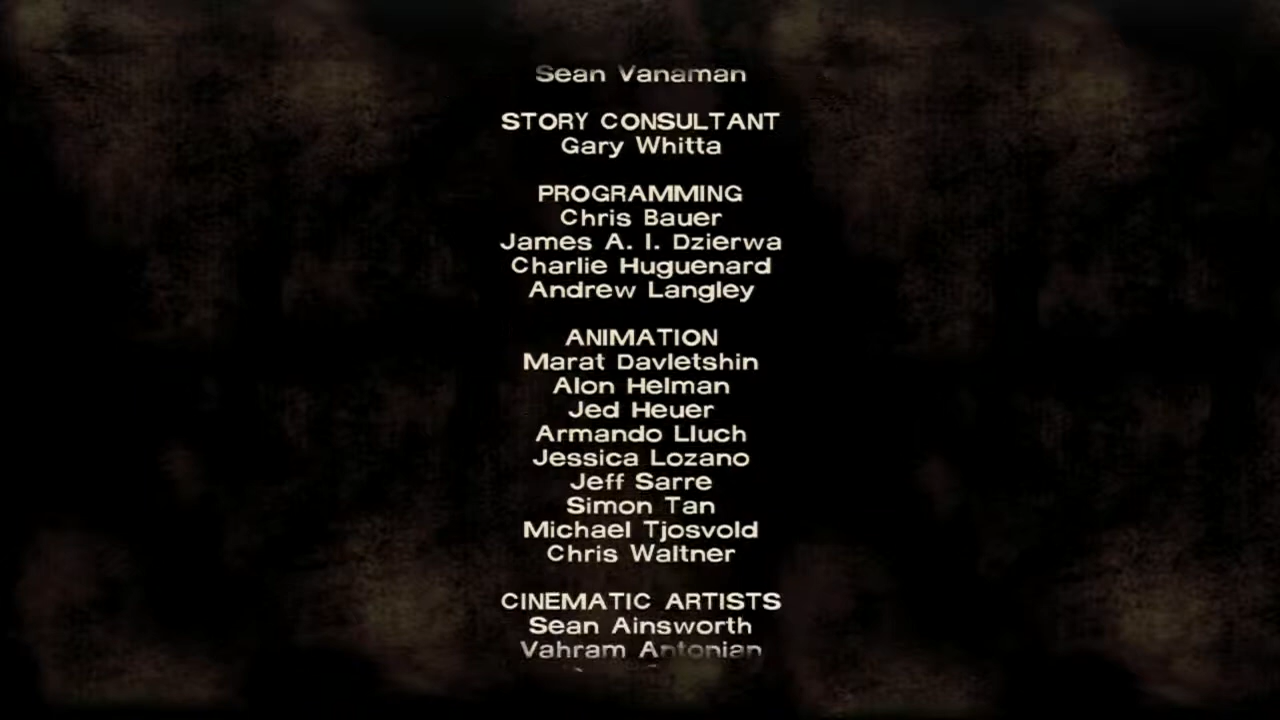 Sean Vanaman
STORY CONSULTANT
Gary Whitta
PROGRAMMING
Chris Bauer
James A. I. Dzierwa
Charlie Huguenard
Andrew Langley
ANIMATION
Marat Davletshin
Alon Helman
Jed Heuer
Armando Lluch
Jessica Lozano
Jeff Sarre
Simon Tan
Michael Tjosvold
Chris Waltner
CINEMATIC ARTISTS
Sean Ainsworth
Vahram Antonian